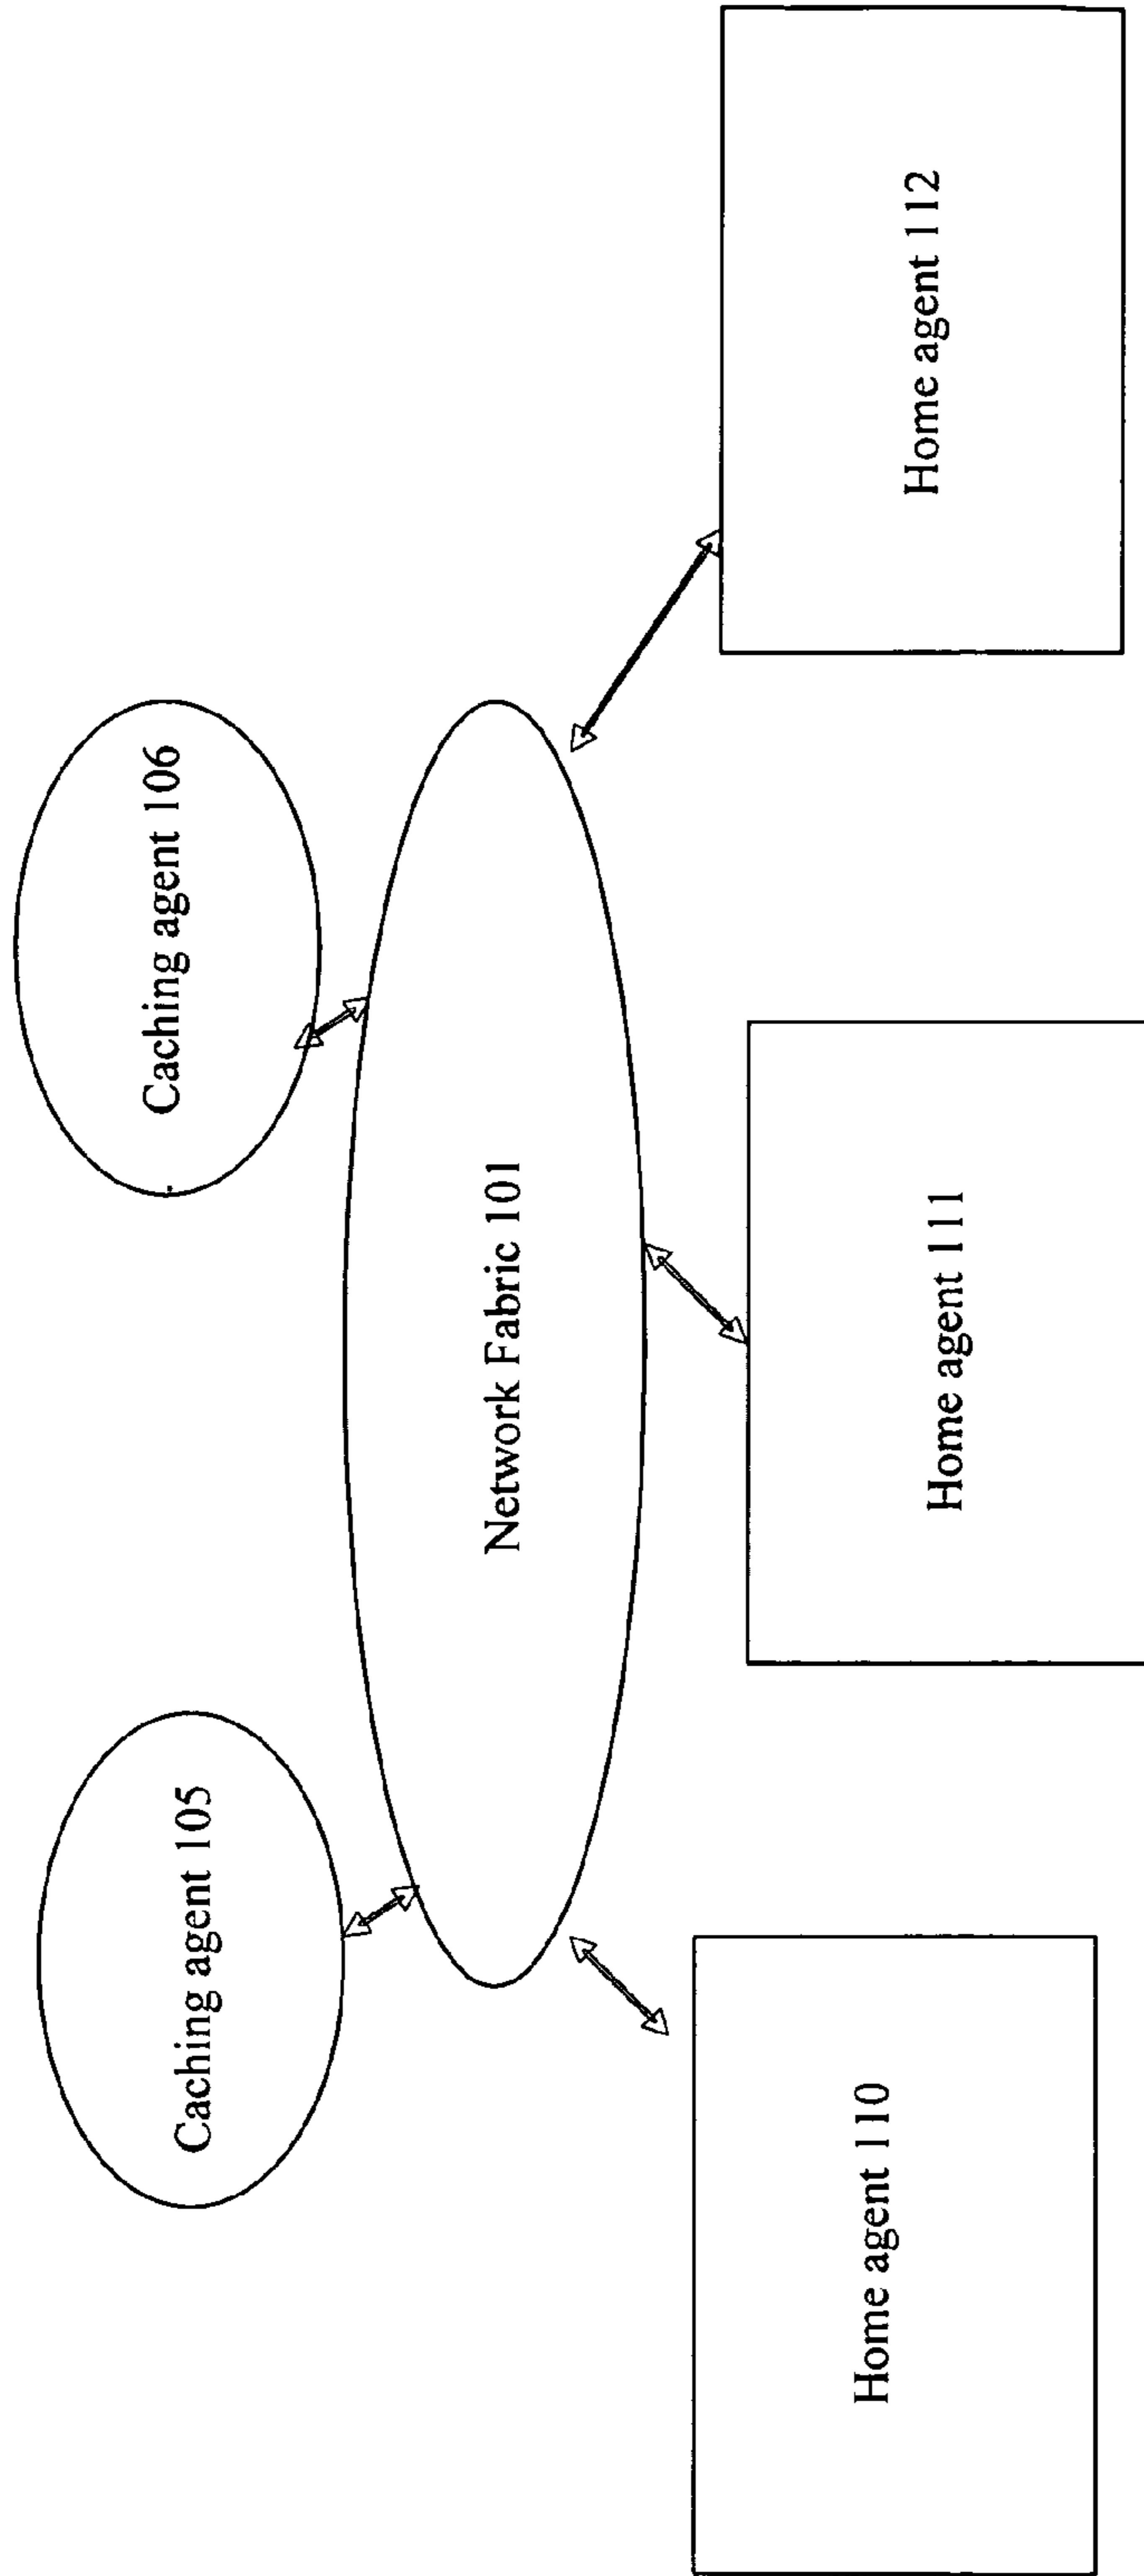 Caching agent 105
Caching agent 106
Network Fabric 101
Home agent 110
Home agent 111
Home agent 112